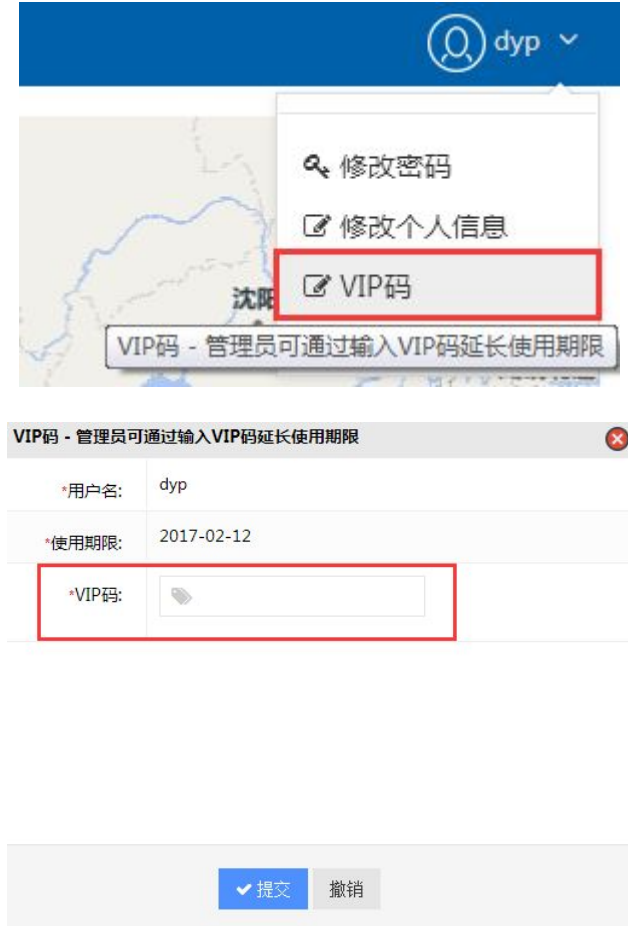 dyp
修改密码
修改个人信息
沈阳
VIP码
VIP码 - 管理员可通过输入VIP码延长使用期限
VIP码 - 管理员可通过输入VIP码延长使用期限
*用户名: dyp
*使用期限: 2017-02-12
*VIP码:
提交 撤销